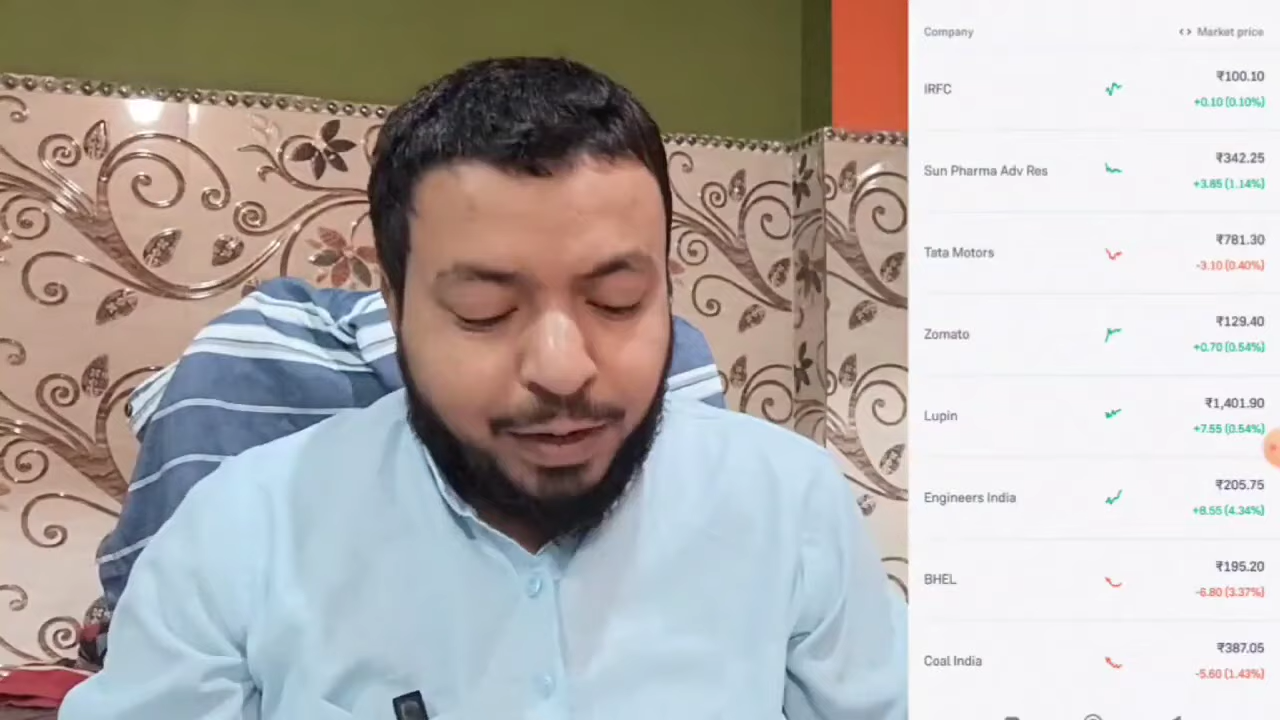 Company
<> Market price
IRFC
₹100.10
+0.10 (0.10%)
Sun Pharma Adv Res
₹342.25
+3.85 (1.14%)
Tata Motors
₹781.30
-3.10 (0.40%)
Zomato
₹129.40
+0.70 (0.54%)
Lupin
₹1,401.90
+7.55 (0.54%)
Engineers India
₹205.75
+8.55 (4.34%)
BHEL
₹195.20
-6.80 (3.37%)
Coal India
₹387.05
-5.60 (1.43%)